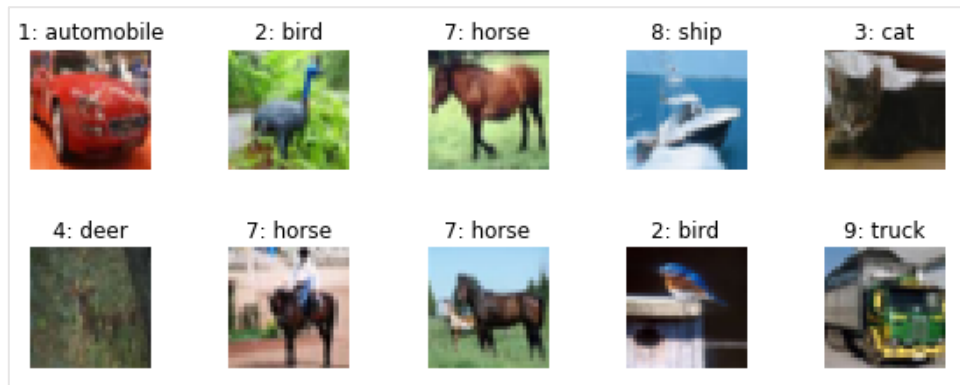 1: automobile 2: bird 7: horse 8: ship 3: cat
4: deer 7: horse 7: horse 2: bird 9: truck